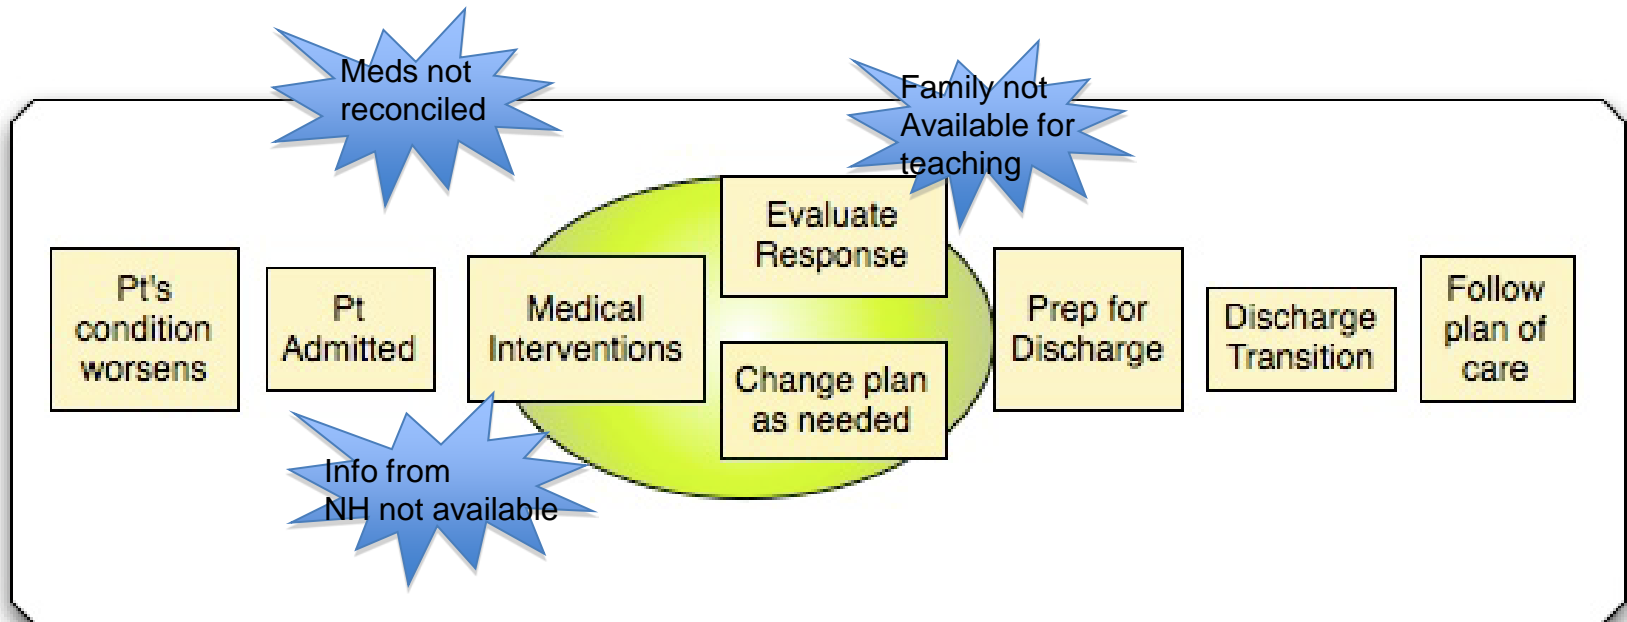 Meds not
reconciled
Family not
Available for
teaching
Pt's
condition
worsens
Pt
Admitted
Medical
Interventions
Evaluate
Response
Change plan
as needed
Prep for
Discharge
Discharge
Transition
Follow
plan of
care
Info from
NH not available